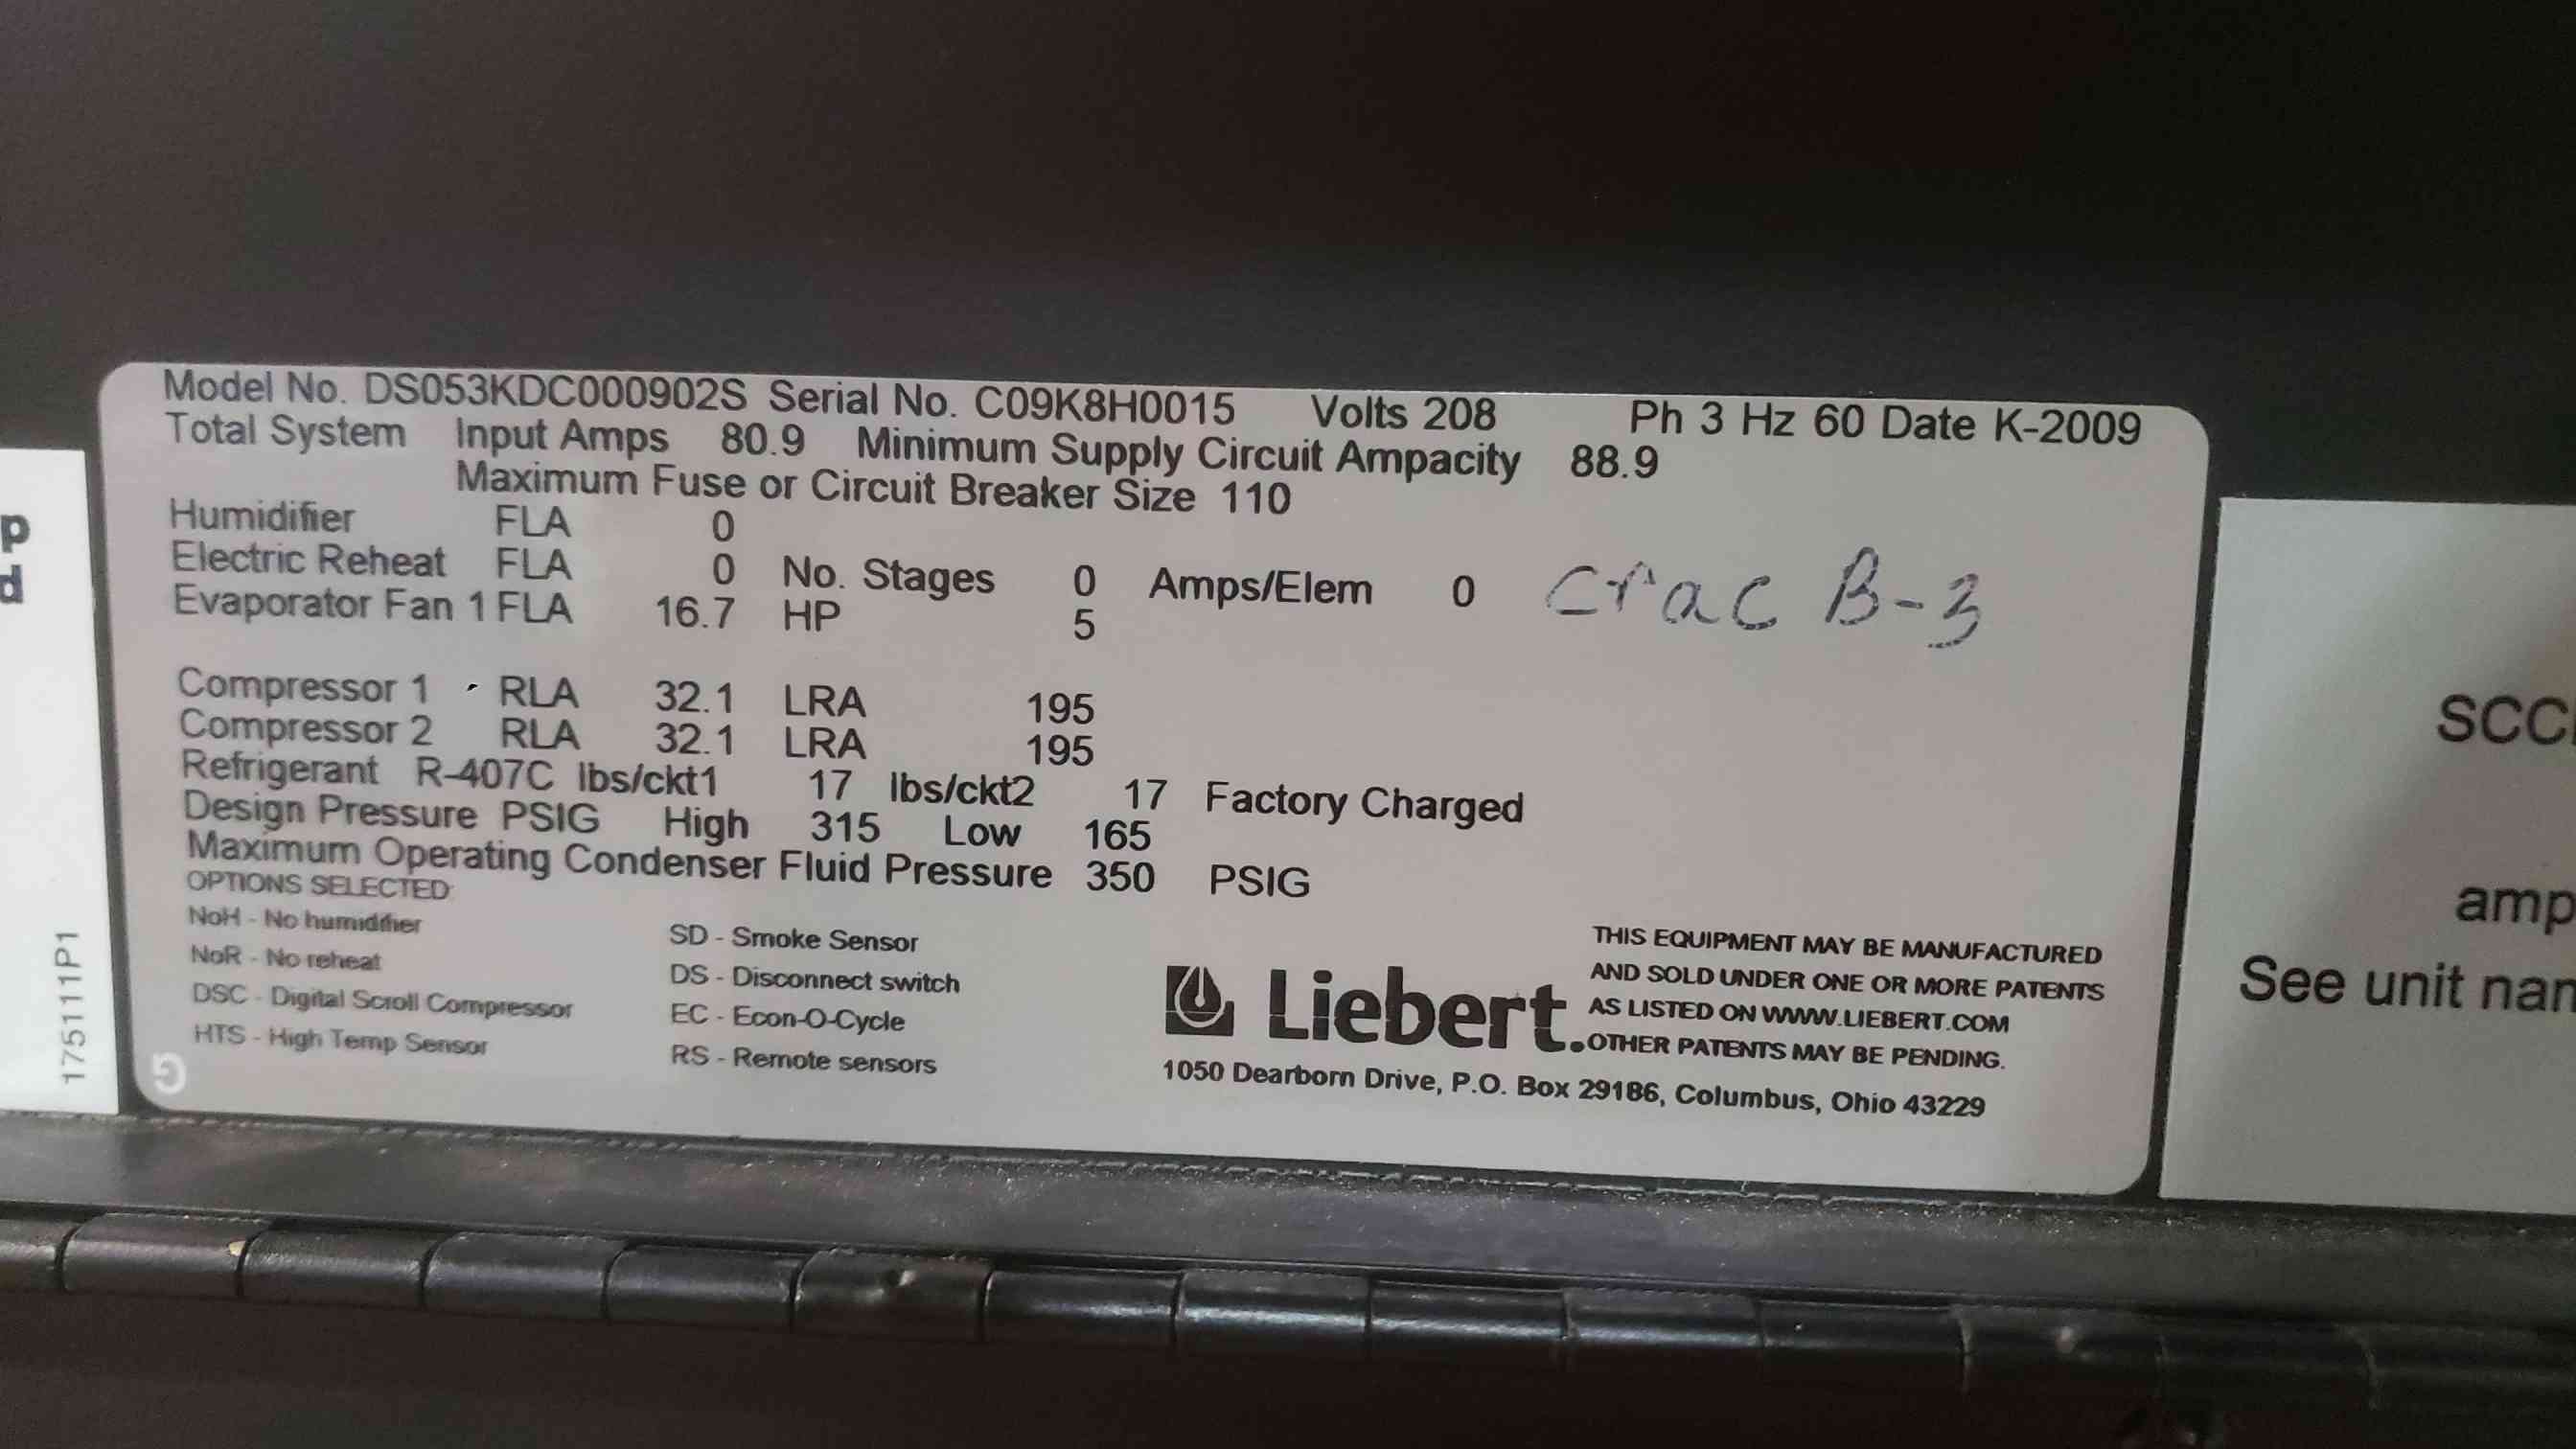 Model No. DS053KDC000902S Serial No. C09K8H0015 Volts 208 Ph 3 Hz 60 Date K-2009
Total System Input Amps 80.9 Minimum Supply Circuit Ampacity 88.9
Maximum Fuse or Circuit Breaker Size 110
Humidifier FLA 0
Electric Reheat FLA 0 No. Stages 0 Amps/Elem 0
Evaporator Fan 1 FLA 16.7 HP 5
Crac B-3
Compressor 1 RLA 32.1 LRA 195
Compressor 2 RLA 32.1 LRA 195
Refrigerant R-407C lbs/ckt1 17 lbs/ckt2 17 Factory Charged
Design Pressure PSIG High 315 Low 165
Maximum Operating Condenser Fluid Pressure 350 PSIG
OPTIONS SELECTED
NoH - No humidifier
NoR - No reheat
DSC - Digital Scroll Compressor
HTS - High Temp Sensor
SD - Smoke Sensor
DS - Disconnect switch
EC - Econ-O-Cycle
RS - Remote sensors
Liebert.
THIS EQUIPMENT MAY BE MANUFACTURED
AND SOLD UNDER ONE OR MORE PATENTS
AS LISTED ON WWW.LIEBERT.COM
OTHER PATENTS MAY BE PENDING.
1050 Dearborn Drive, P.O. Box 29186, Columbus, Ohio 43229
G
175111P1
p
d
SCC
amp
See unit